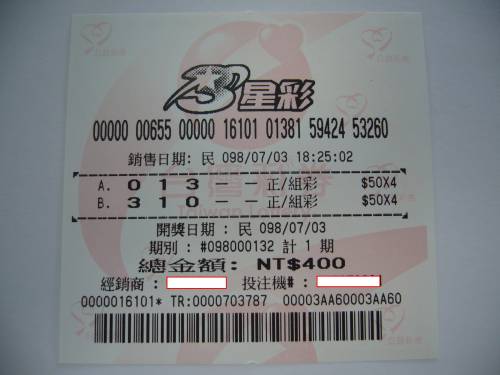 3星彩
00000 00655 00000 16101 01381 59424 53260
銷售日期: 民 098/07/03 18:25:02
A. 0 1 3 – – 正/組彩 $50X4
B. 3 1 0 – – 正/組彩 $50X4
開獎日期 : 民 098/07/03
期別 : #098000132 計 1 期
總金額: NT$400
經銷商 : 投注機# :
0000016101* TR:0000703787 00003AA60003AA60